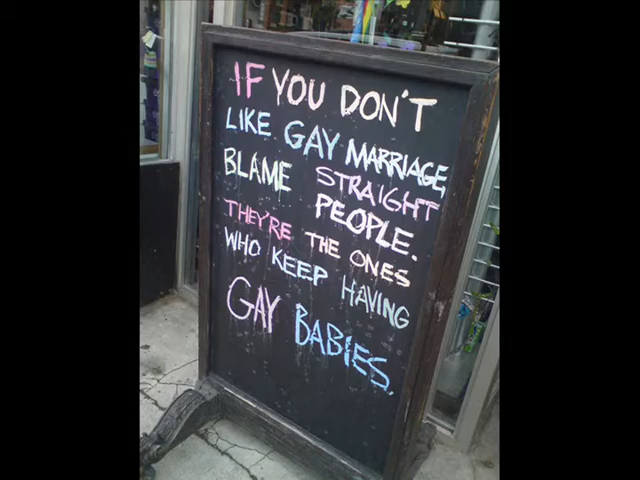 IF YOU DON'T
LIKE GAY MARRIAGE,
BLAME STRAIGHT
PEOPLE.
THEY'RE THE ONES
WHO KEEP HAVING
GAY BABIES.